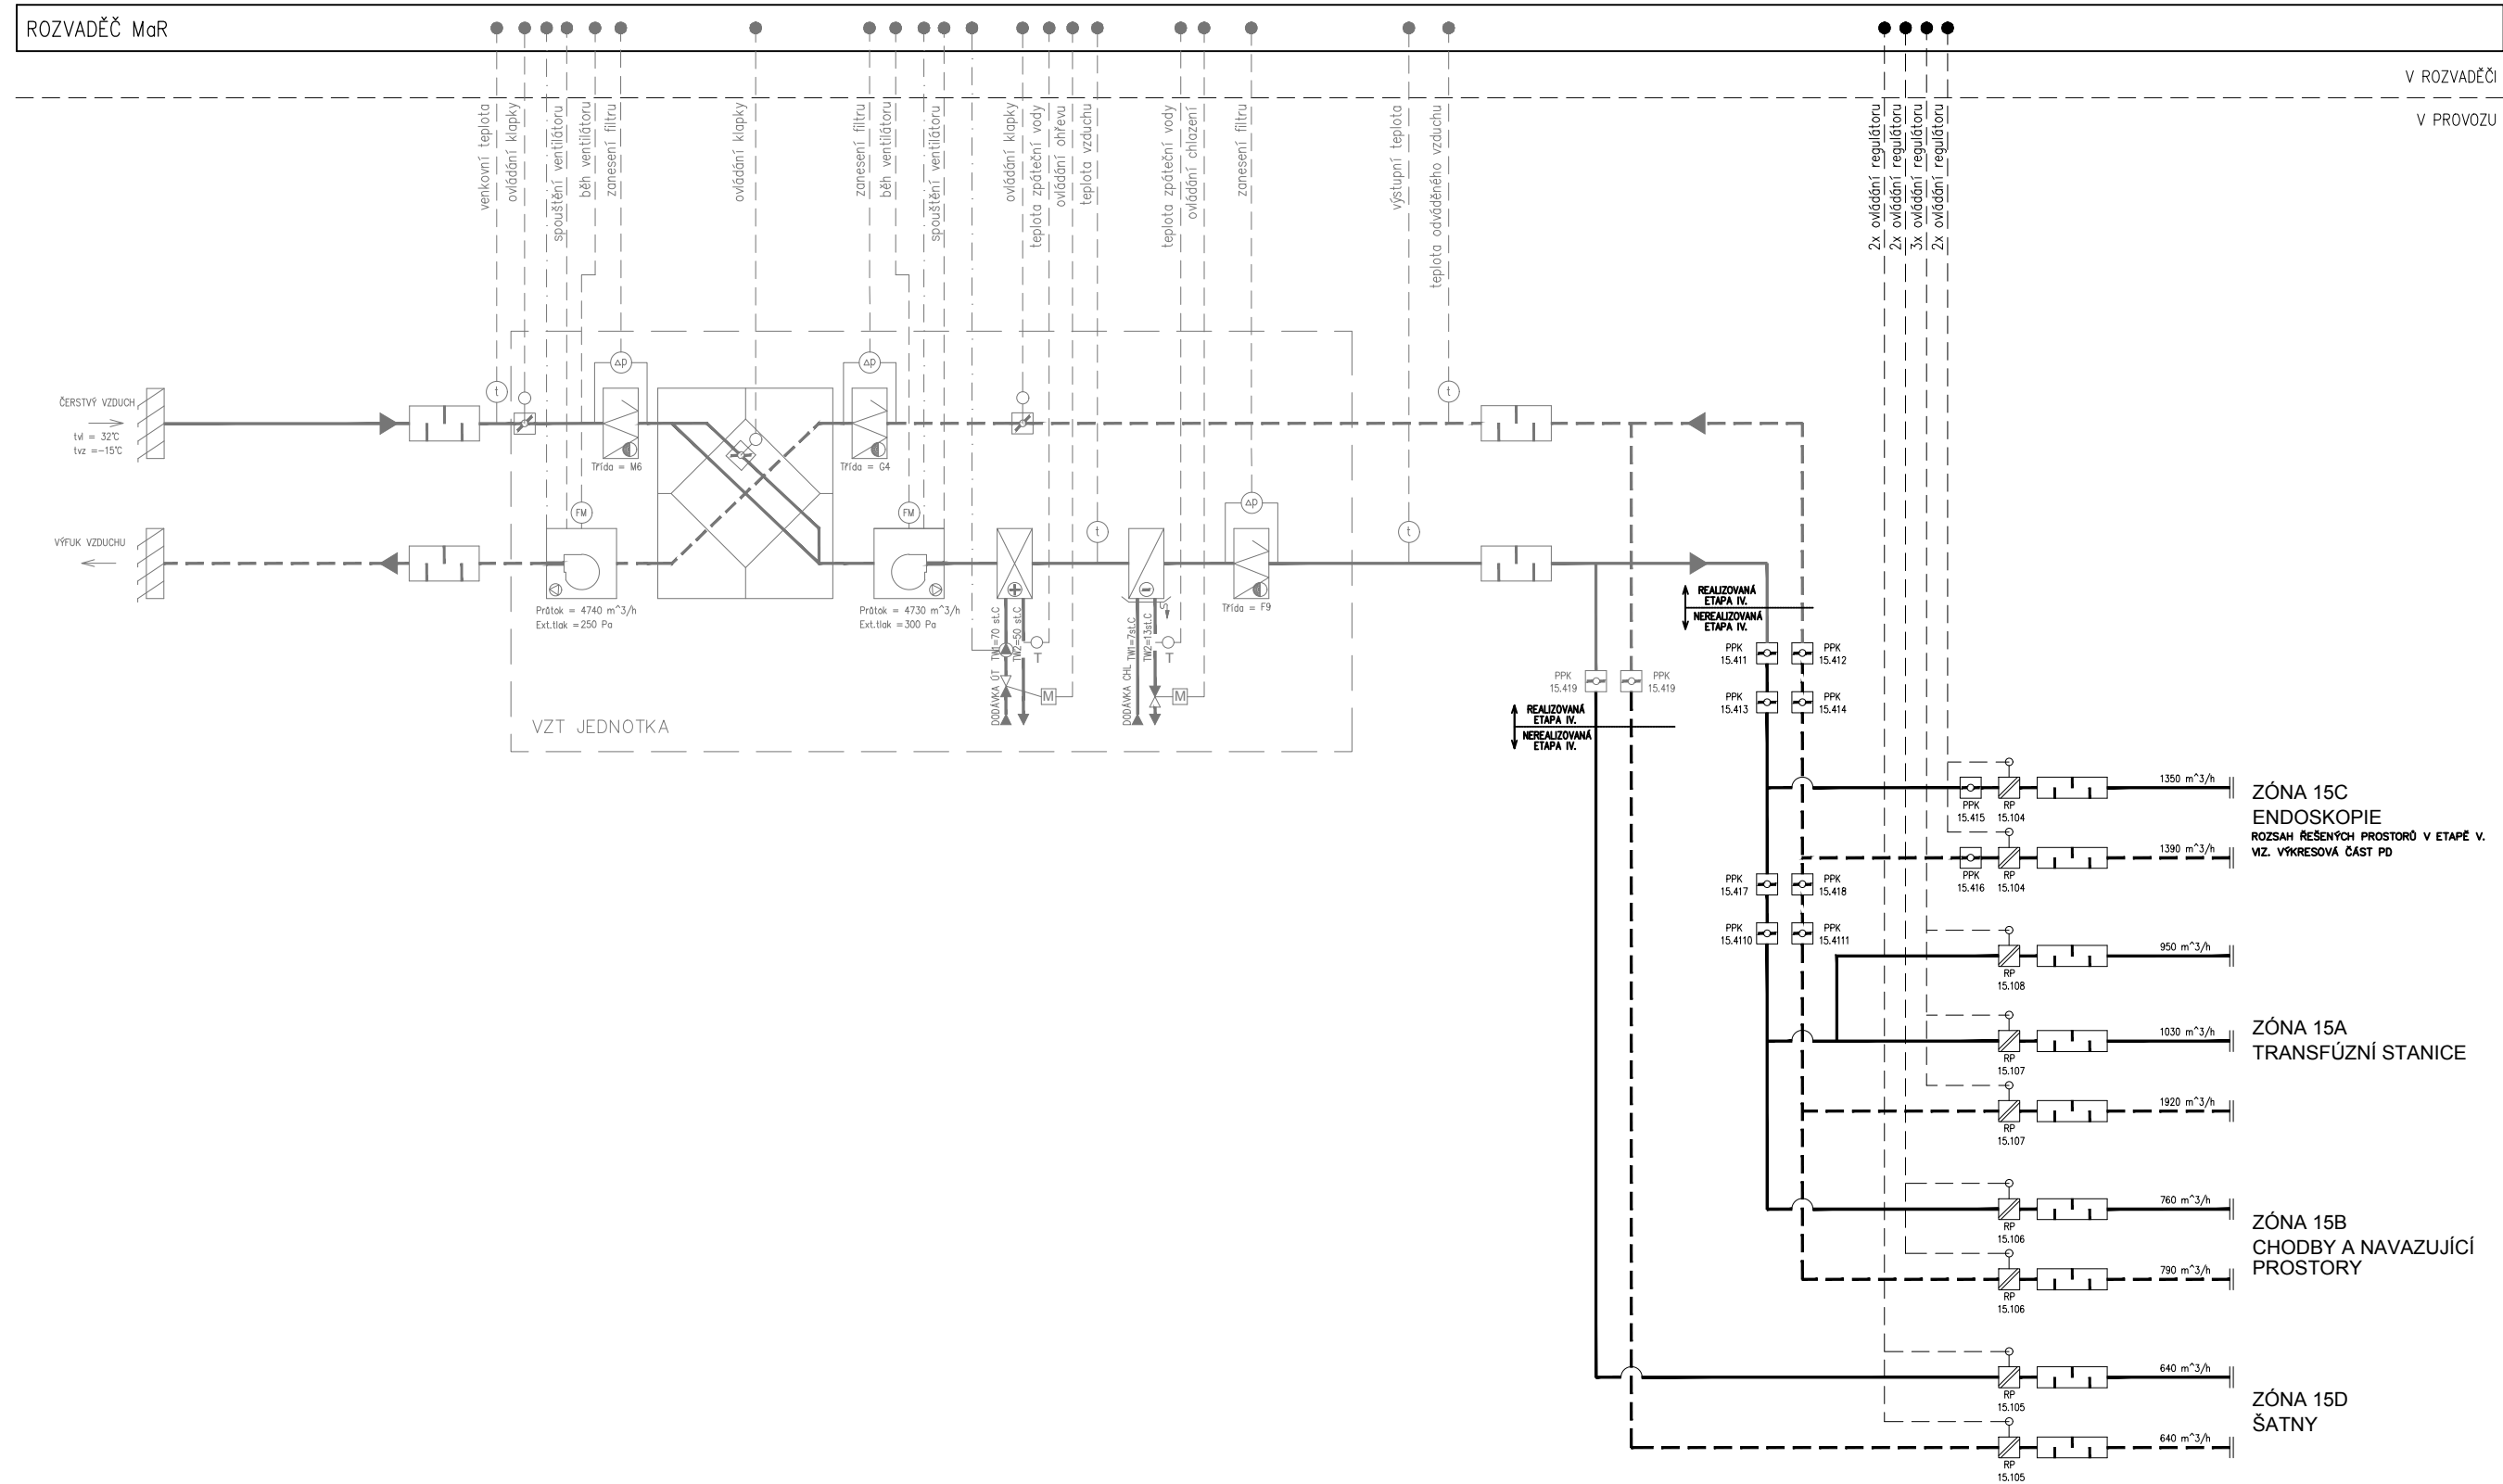 ROZVADĚČ MaR
V ROZVADĚČI
V PROVOZU
venkovní teplota
ovládání klapky
spouštění ventilátoru
běh ventilátoru
zanesení filtru
ovládání klapky
zanesení filtru
běh ventilátoru
spouštění ventilátoru
ovládání klapky
teplota zpáteční vody
ovládání ohřevu
teplota vzduchu
teplota zpáteční vody
ovládání chlazení
zanesení filtru
výstupní teplota
teplota odváděného vzduchu
2x ovládání regulátoru
2x ovládání regulátoru
3x ovládání regulátoru
2x ovládání regulátoru
ČERSTVÝ VZDUCH
tvl = 32°C
tvz =-15°C
t
Δp
Třída = M6
Δp
Třída = G4
t
VÝFUK VZDUCHU
FM
Průtok = 4740 m^3/h
Ext.tlak =250 Pa
FM
Průtok = 4730 m^3/h
Ext.tlak =300 Pa
t
Δp
Třída = F9
t
DODÁVKA ÚT TW1=70 st.C
TW2=50 st.C
T
M
DODÁVKA CHL TW1=7st.C
TW2=13st.C
S
T
M
VZT JEDNOTKA
REALIZOVANÁ
ETAPA IV.
NEREALIZOVANÁ
ETAPA IV.
PPK
15.411
PPK
15.412
PPK
15.419
PPK
15.419
PPK
15.413
PPK
15.414
REALIZOVANÁ
ETAPA IV.
NEREALIZOVANÁ
ETAPA IV.
PPK
15.415
RP
15.104
1350 m^3/h
ZÓNA 15C
ENDOSKOPIE
ROZSAH ŘEŠENÝCH PROSTORŮ V ETAPĚ V.
VIZ. VÝKRESOVÁ ČÁST PD
PPK
15.416
RP
15.104
1390 m^3/h
PPK
15.417
PPK
15.418
PPK
15.4110
PPK
15.4111
RP
15.108
950 m^3/h
RP
15.107
1030 m^3/h
ZÓNA 15A
TRANSFÚZNÍ STANICE
RP
15.107
1920 m^3/h
RP
15.106
760 m^3/h
ZÓNA 15B
CHODBY A NAVAZUJÍCÍ
PROSTORY
RP
15.106
790 m^3/h
RP
15.105
640 m^3/h
ZÓNA 15D
ŠATNY
RP
15.105
640 m^3/h